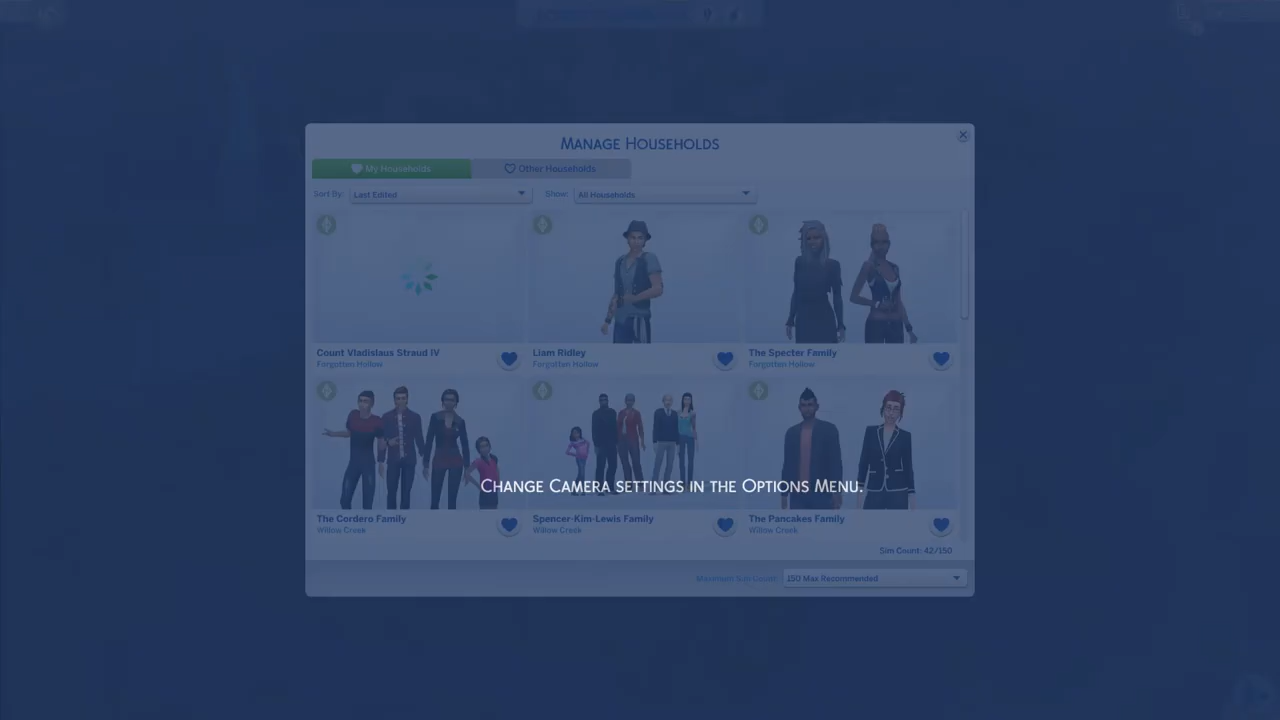 MANAGE HOUSEHOLDS
My Households
Other Households
Sort By: Last Edited
Show: All Households
Count Vladislaus Straud IV
Forgotten Hollow
Liam Ridley
Forgotten Hollow
The Specter Family
Forgotten Hollow
CHANGE CAMERA SETTINGS IN THE OPTIONS MENU.
The Cordero Family
Willow Creek
Spencer-Kim-Lewis Family
Willow Creek
The Pancakes Family
Willow Creek
Sim Count: 42/150
Maximum Sim Count: 150 Max Recommended